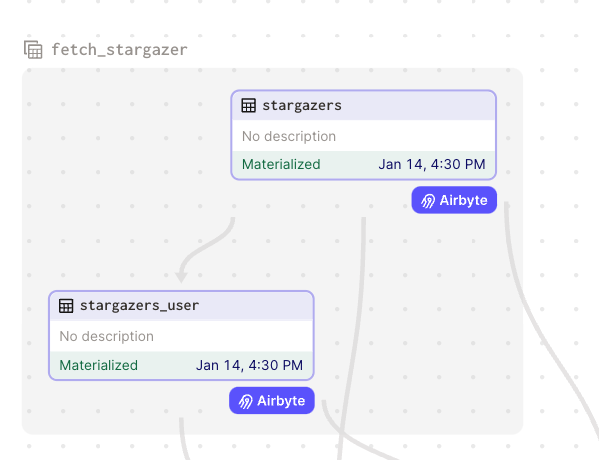 fetch_stargazer
stargazers
No description
Materialized Jan 14, 4:30 PM
Airbyte
stargazers_user
No description
Materialized Jan 14, 4:30 PM
Airbyte